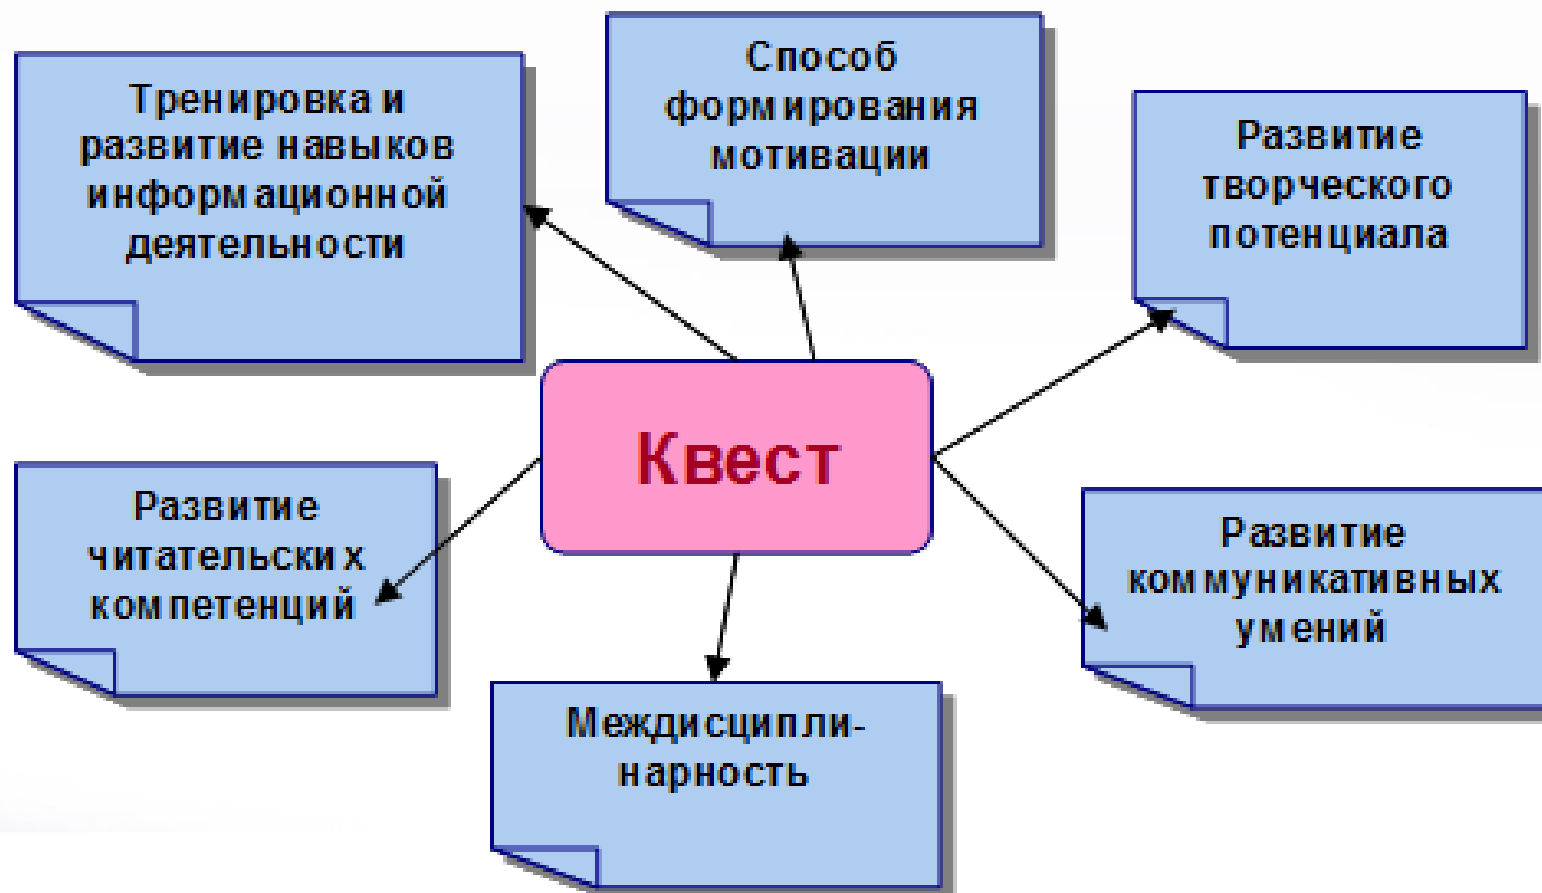 Тренировка и
развитие навыков
информационной
деятельности
Способ
формирования
мотивации
Развитие
творческого
потенциала
Квест
Развитие
читательских
компетенций
Развитие
коммуникативных
умений
Междисципли-
нарность